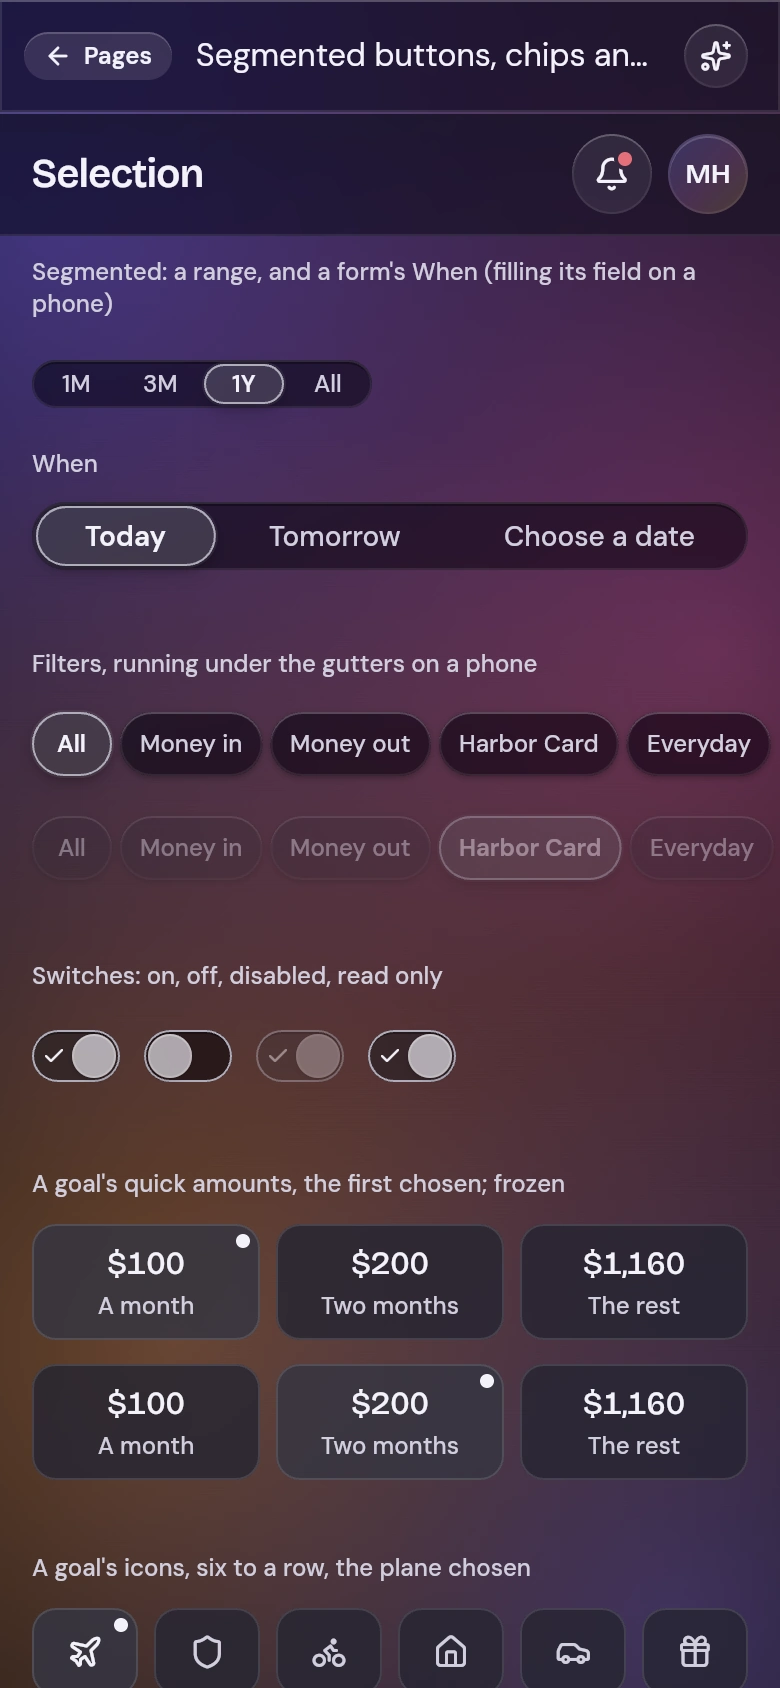 Pages
Segmented buttons, chips an...
Selection
MH
Segmented: a range, and a form's When (filling its field on a
phone)
1M 3M 1Y All
When
Today Tomorrow Choose a date
Filters, running under the gutters on a phone
All Money in Money out Harbor Card Everyday
All Money in Money out Harbor Card Everyday
Switches: on, off, disabled, read only
A goal's quick amounts, the first chosen; frozen
$100 $200 $1,160
A month Two months The rest
$100 $200 $1,160
A month Two months The rest
A goal's icons, six to a row, the plane chosen